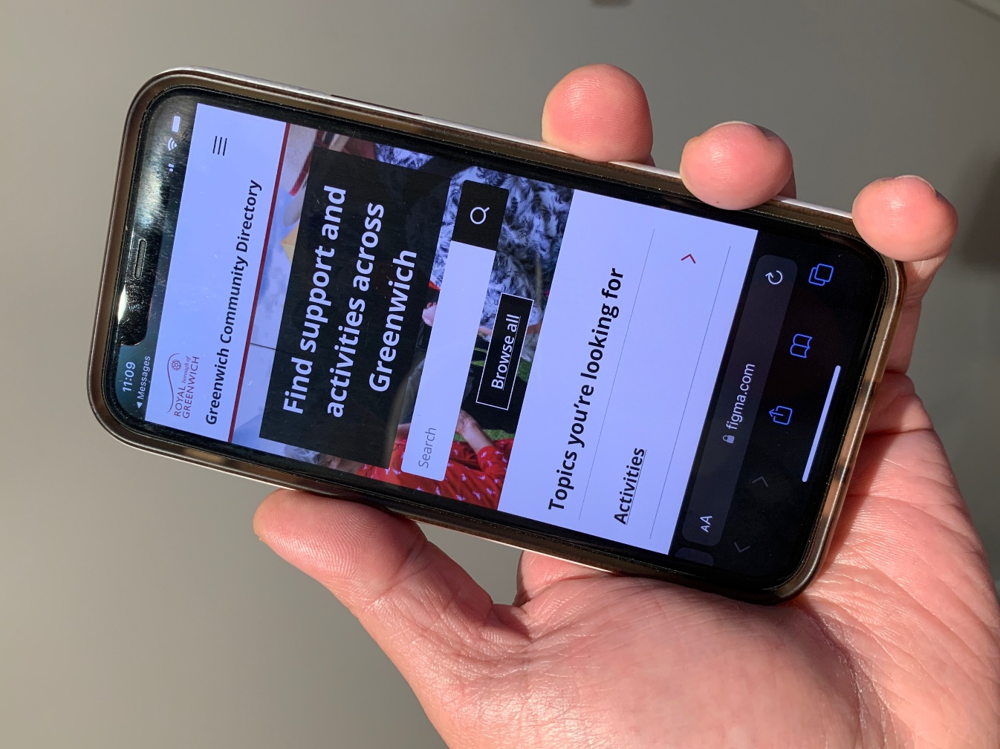 11:09
◀ Messages
ROYAL borough of
GREENWICH
Greenwich Community Directory
Find support and
activities across
Greenwich
Search
Browse all
Topics you're looking for
Activities
AA
figma.com